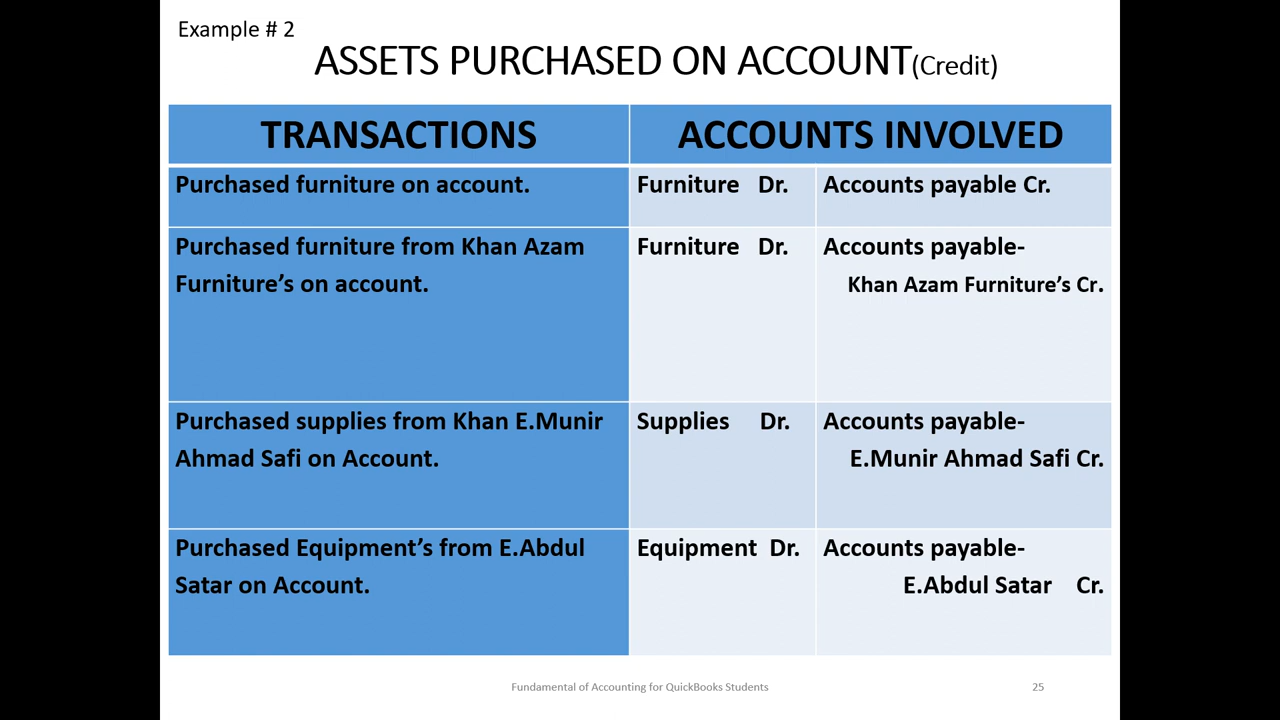 Example # 2
ASSETS PURCHASED ON ACCOUNT(Credit)
TRANSACTIONS
ACCOUNTS INVOLVED
Purchased furniture on account.
Furniture Dr.
Accounts payable Cr.
Purchased furniture from Khan Azam
Furniture’s on account.
Furniture Dr.
Accounts payable-
Khan Azam Furniture’s Cr.
Purchased supplies from Khan E.Munir
Ahmad Safi on Account.
Supplies Dr.
Accounts payable-
E.Munir Ahmad Safi Cr.
Purchased Equipment’s from E.Abdul
Satar on Account.
Equipment Dr.
Accounts payable-
E.Abdul Satar Cr.
Fundamental of Accounting for QuickBooks Students
25